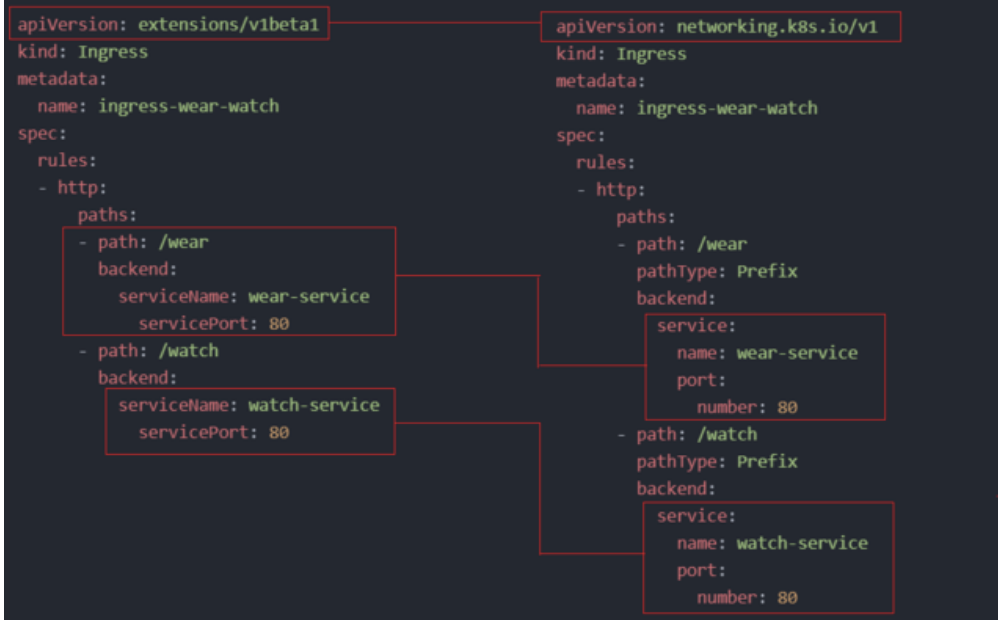 apiVersion: extensions/v1beta1
kind: Ingress
metadata:
  name: ingress-wear-watch
spec:
  rules:
  - http:
      paths:
      - path: /wear
        backend:
          serviceName: wear-service
            servicePort: 80
      - path: /watch
        backend:
          serviceName: watch-service
            servicePort: 80
apiVersion: networking.k8s.io/v1
kind: Ingress
metadata:
  name: ingress-wear-watch
spec:
  rules:
  - http:
      paths:
      - path: /wear
        pathType: Prefix
        backend:
          service:
            name: wear-service
            port:
              number: 80
      - path: /watch
        pathType: Prefix
        backend:
          service:
            name: watch-service
            port:
              number: 80